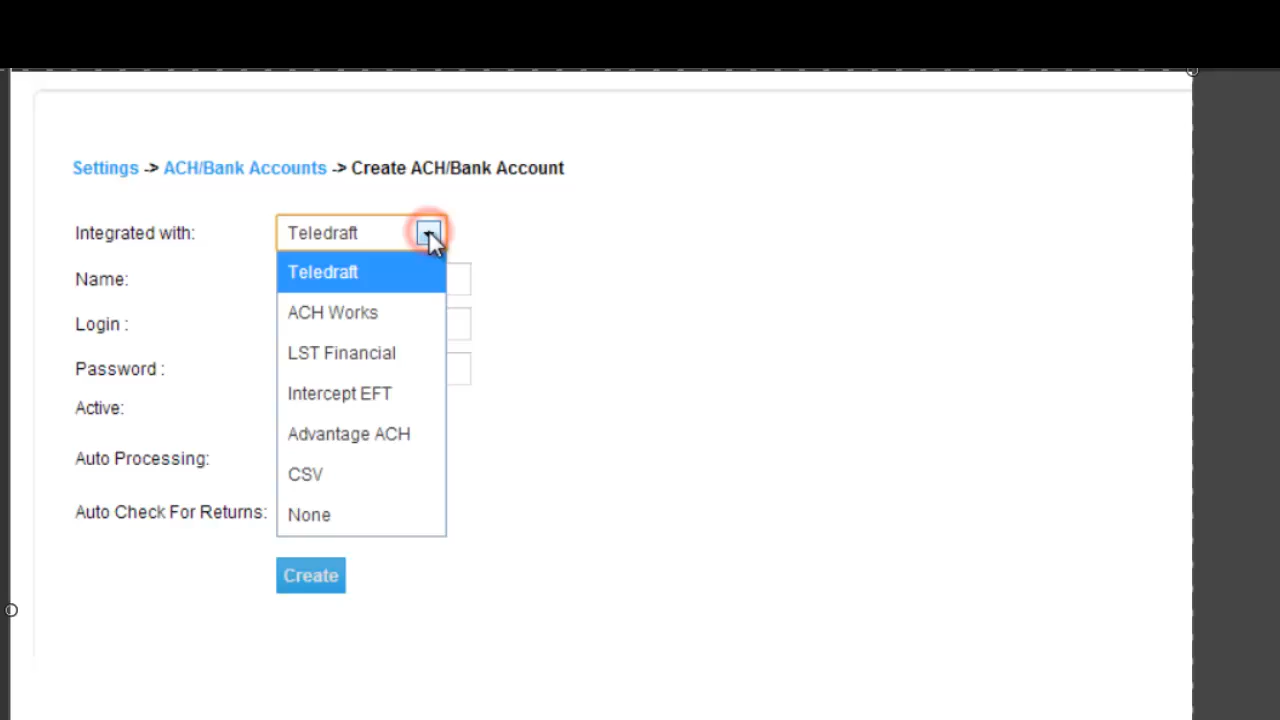 Settings -> ACH/Bank Accounts -> Create ACH/Bank Account
Integrated with: Teledraft
Teledraft
Name:
ACH Works
Login :
LST Financial
Password :
Intercept EFT
Active:
Advantage ACH
Auto Processing:
CSV
Auto Check For Returns: None
Create